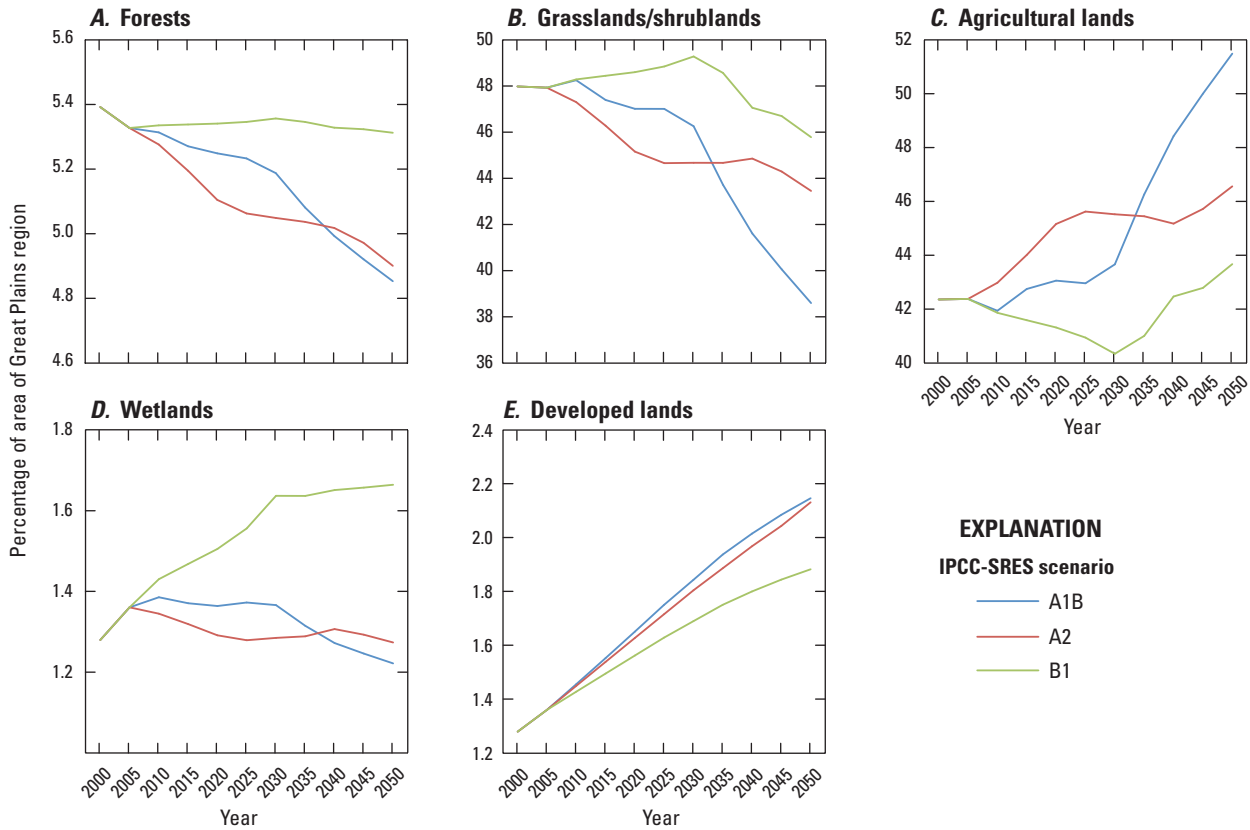 A. Forests
5.6
5.4
5.2
5.0
4.8
4.6
B. Grasslands/shrublands
50
48
46
44
42
40
38
36
C. Agricultural lands
52
50
48
46
44
42
40
2000 2005 2010 2015 2020 2025 2030 2035 2040 2045 2050
Year
Percentage of area of Great Plains region
D. Wetlands
1.8
1.6
1.4
1.2
2000 2005 2010 2015 2020 2025 2030 2035 2040 2045 2050
Year
E. Developed lands
2.4
2.2
2.0
1.8
1.6
1.4
1.2
2000 2005 2010 2015 2020 2025 2030 2035 2040 2045 2050
Year
EXPLANATION
IPCC-SRES scenario
A1B
A2
B1